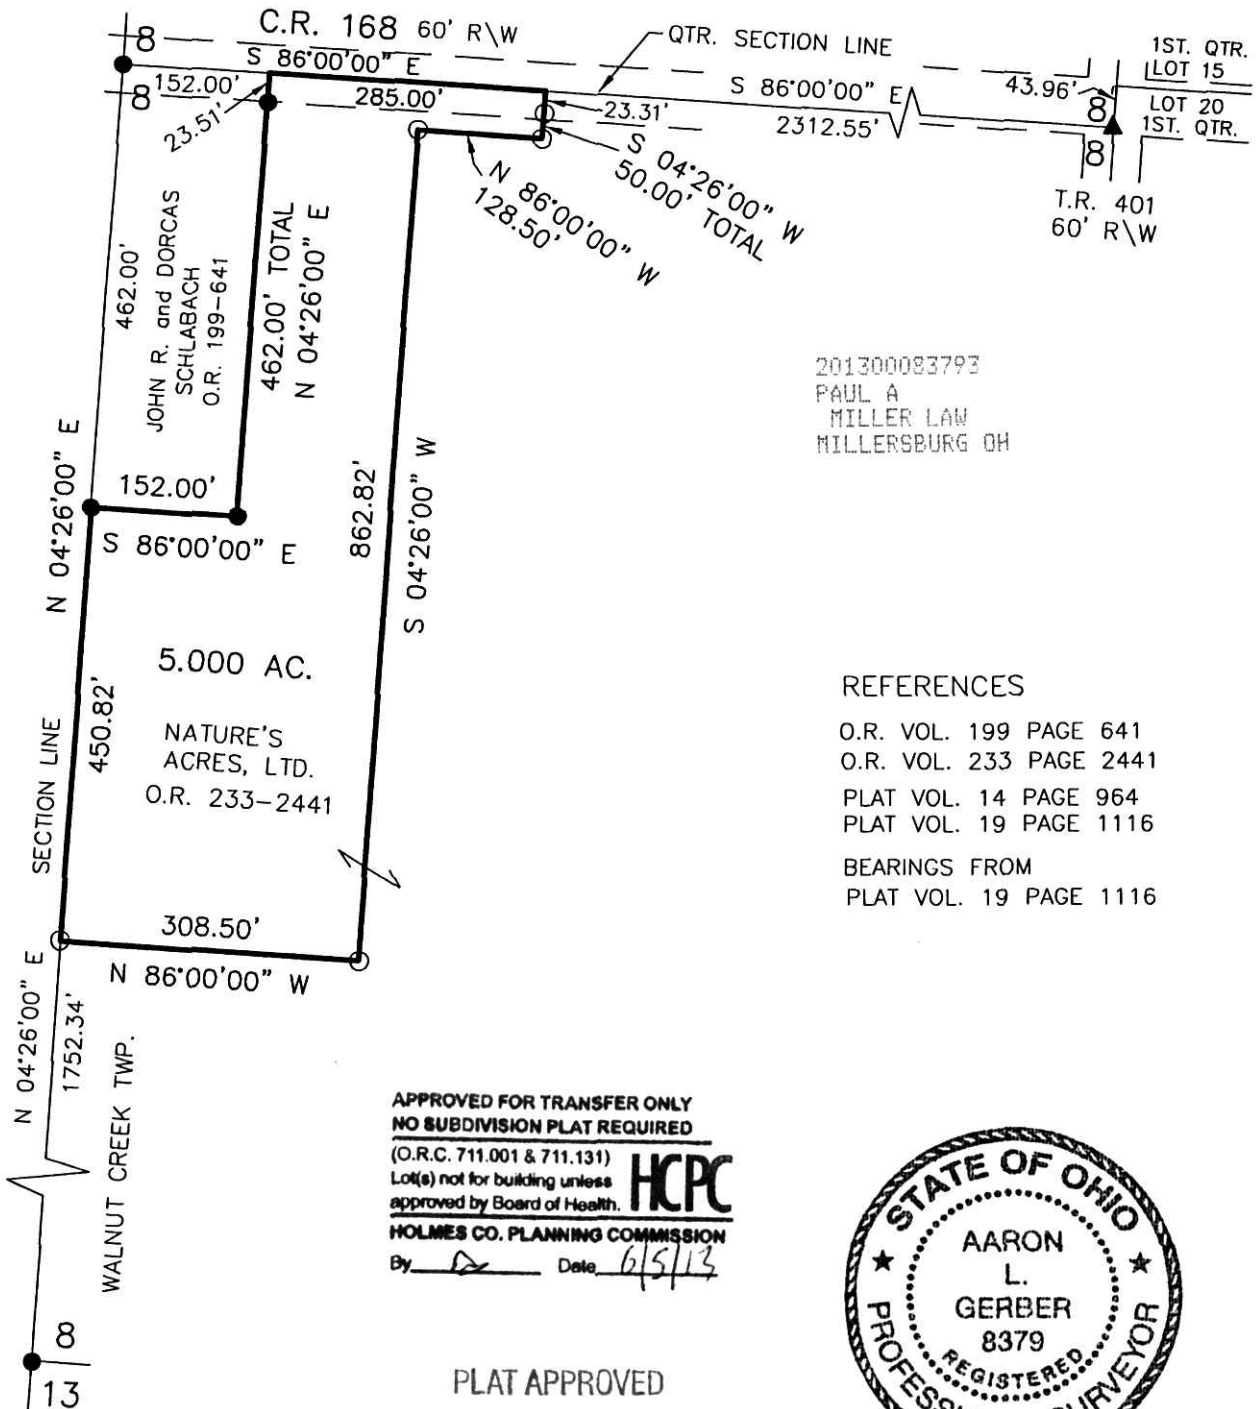 C.R. 168 60' R\W
QTR. SECTION LINE
1ST. QTR.
LOT 15
LOT 20
1ST. QTR.
8
8
S 86°00'00" E
152.00'
285.00'
23.51'
23.31'
S 86°00'00" E
2312.55'
43.96'
8
8
T.R. 401
60' R\W
S 04°26'00" W
50.00' TOTAL
N 86°00'00" W
128.50'
462.00'
JOHN R. and DORCAS
SCHLABACH
O.R. 199-641
462.00' TOTAL
N 04°26'00" E
201300083793
PAUL A
MILLER LAW
MILLERSBURG OH
N 04°26'00" E
152.00'
S 86°00'00" E
862.82'
S 04°26'00" W
5.000 AC.
NATURE'S
ACRES, LTD.
O.R. 233-2441
450.82'
SECTION LINE
REFERENCES
O.R. VOL. 199 PAGE 641
O.R. VOL. 233 PAGE 2441
PLAT VOL. 14 PAGE 964
PLAT VOL. 19 PAGE 1116
BEARINGS FROM
PLAT VOL. 19 PAGE 1116
308.50'
N 86°00'00" W
N 04°26'00" E
1752.34'
WALNUT CREEK TWP.
8
13
APPROVED FOR TRANSFER ONLY
NO SUBDIVISION PLAT REQUIRED
(O.R.C. 711.001 & 711.131)
Lot(s) not for building unless
approved by Board of Health.
HCPC
HOLMES CO. PLANNING COMMISSION
By Date 6/5/13
PLAT APPROVED
STATE OF OHIO
AARON
L.
GERBER
8379
REGISTERED